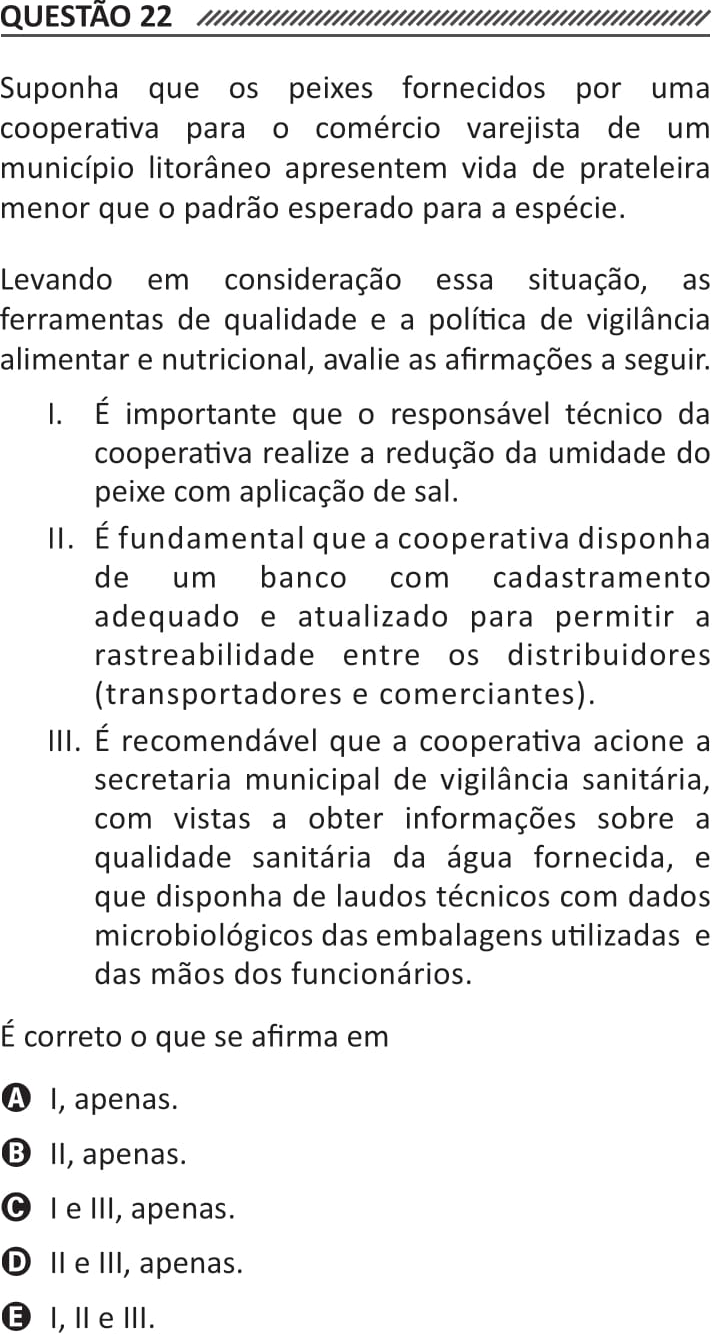 QUESTÃO 22
Suponha que os peixes fornecidos por uma
cooperativa para o comércio varejista de um
município litorâneo apresentem vida de prateleira
menor que o padrão esperado para a espécie.
Levando em consideração essa situação, as
ferramentas de qualidade e a política de vigilância
alimentar e nutricional, avalie as afirmações a seguir.
I. É importante que o responsável técnico da
cooperativa realize a redução da umidade do
peixe com aplicação de sal.
II. É fundamental que a cooperativa disponha
de um banco com cadastramento
adequado e atualizado para permitir a
rastreabilidade entre os distribuidores
(transportadores e comerciantes).
III. É recomendável que a cooperativa acione a
secretaria municipal de vigilância sanitária,
com vistas a obter informações sobre a
qualidade sanitária da água fornecida, e
que disponha de laudos técnicos com dados
microbiológicos das embalagens utilizadas e
das mãos dos funcionários.
É correto o que se afirma em
A I, apenas.
B II, apenas.
C I e III, apenas.
D II e III, apenas.
E I, II e III.